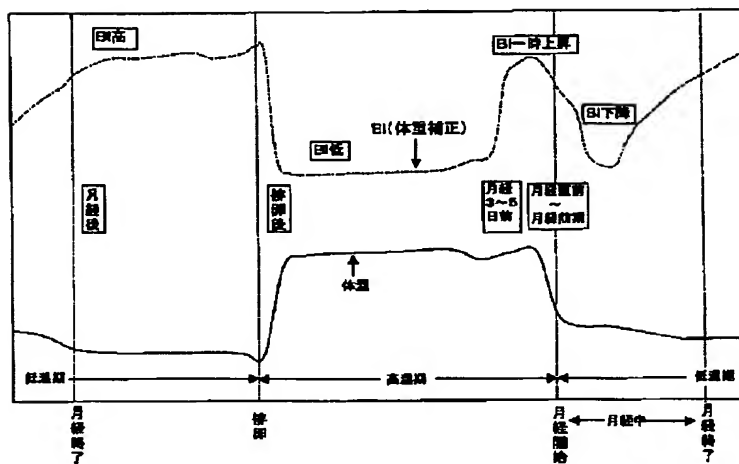 BI高
BI一時上昇
BI(体重補正)
BI下降
BI低
月経後
排卵後
月経
3〜5
日前
月経直前
〜
月経初期
体重
低温期
高温期
低温期
月経終了
排卵
月経開始
月経中
月経終了